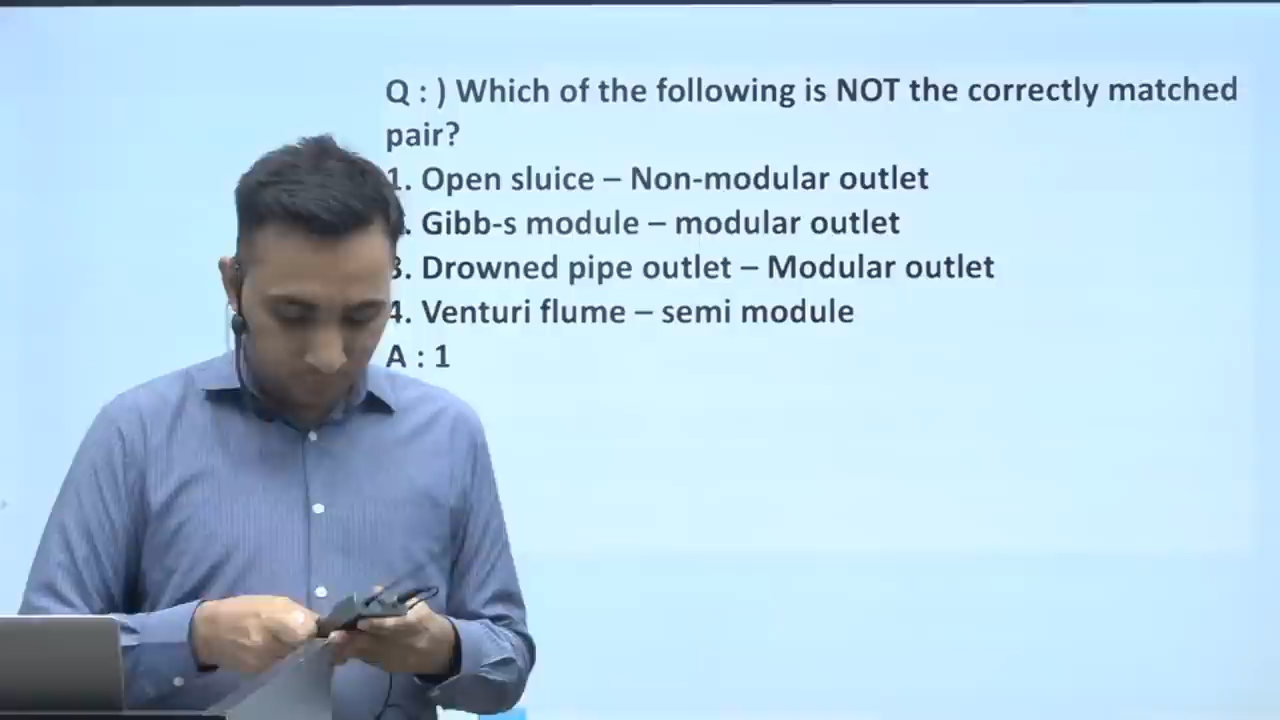 Q : ) Which of the following is NOT the correctly matched
pair?
1. Open sluice – Non-modular outlet
. Gibb-s module – modular outlet
3. Drowned pipe outlet – Modular outlet
4. Venturi flume – semi module
A : 1